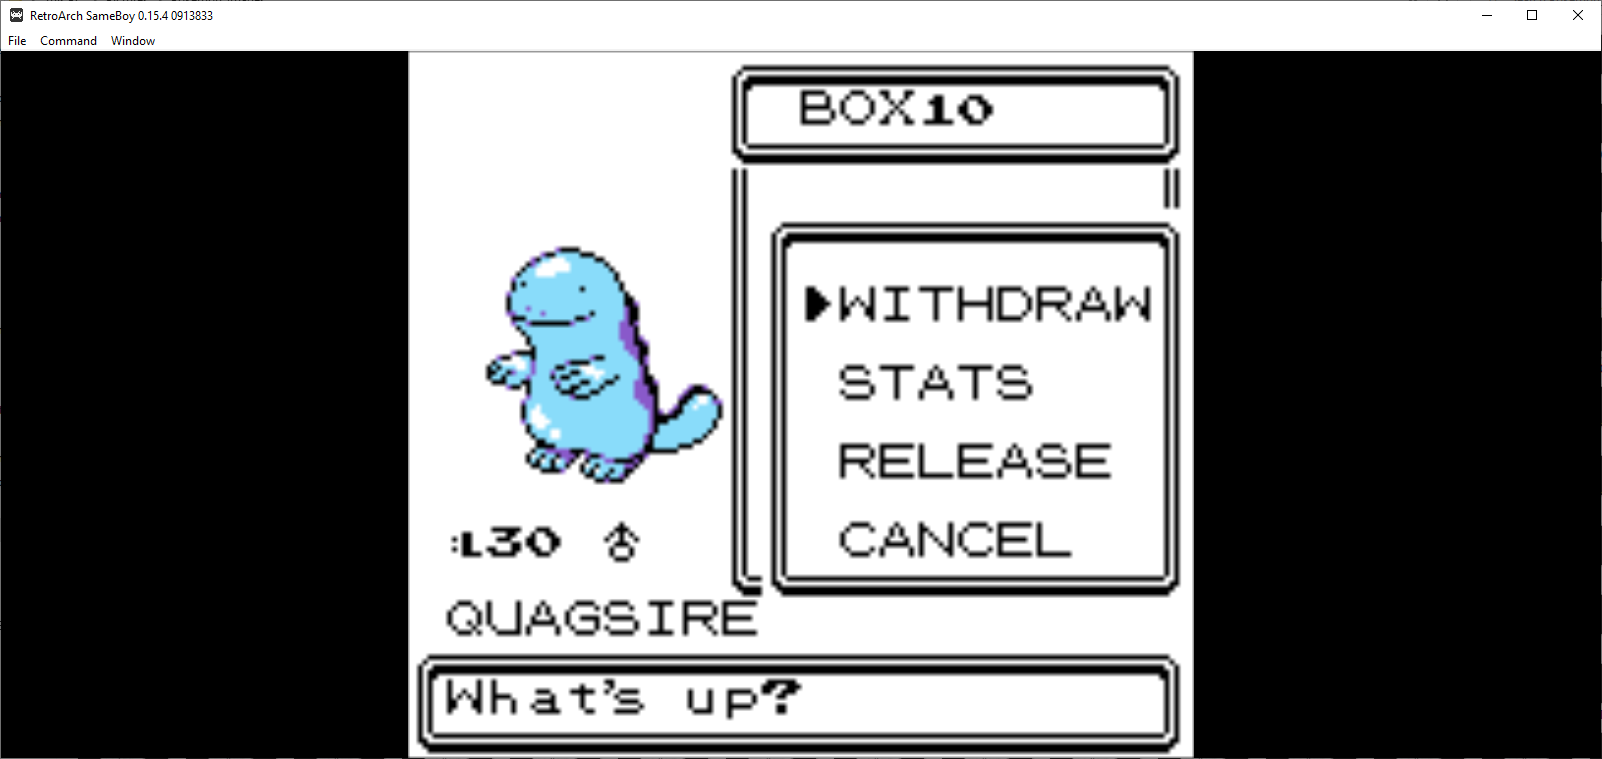 RetroArch SameBoy 0.15.4 0913833
File Command Window
BOX10
▶WITHDRAW
STATS
RELEASE
CANCEL
:L30 ♂
QUAGSIRE
What's up?